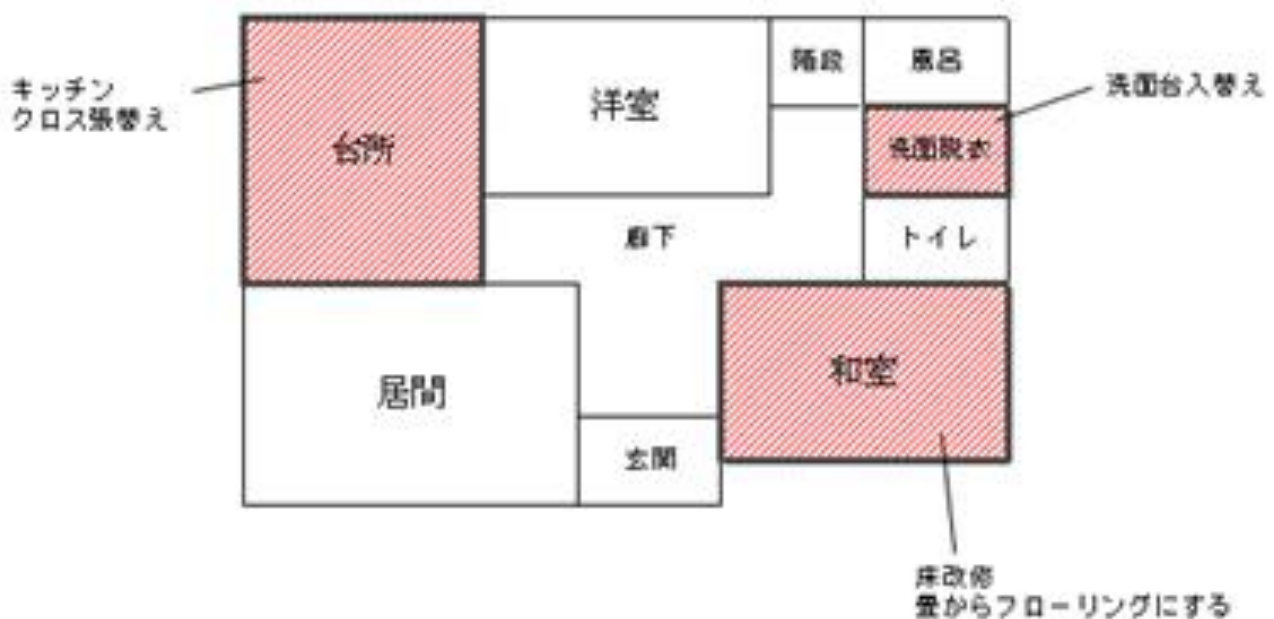 キッチン
クロス張替え
台所
洋室
階段
風呂
洗面台入替え
洗面脱衣
廊下
トイレ
居間
和室
玄関
床改修
畳からフローリングにする